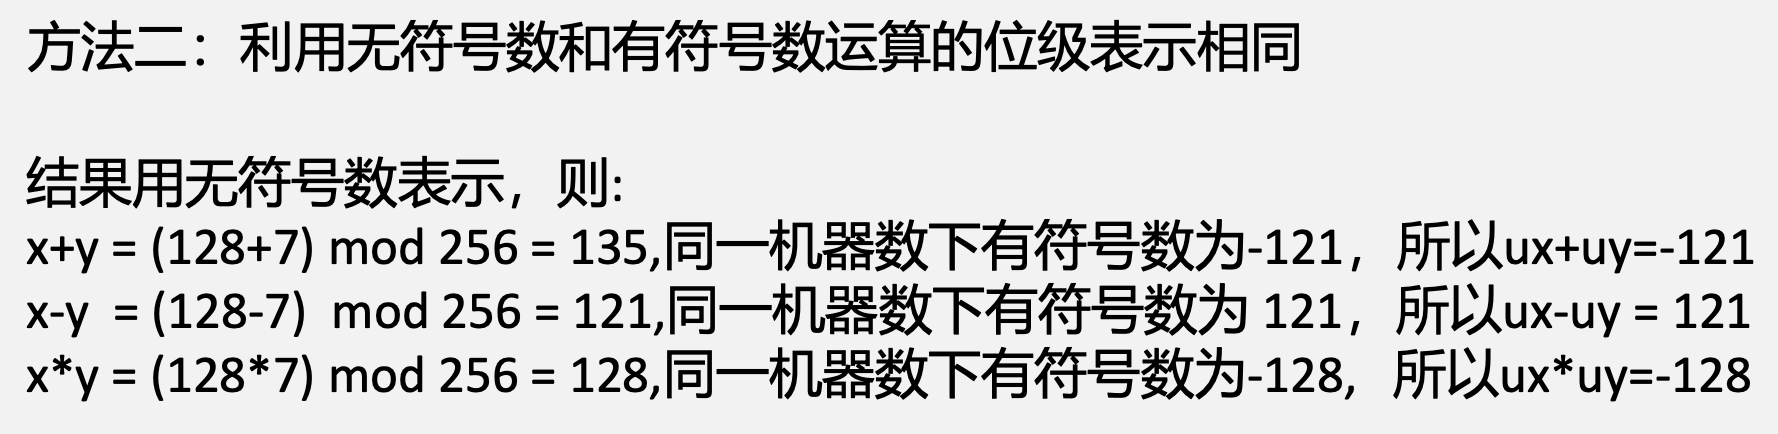 方法二：利用无符号数和有符号数运算的位级表示相同
结果用无符号数表示，则:
x+y = (128+7) mod 256 = 135,同一机器数下有符号数为-121，所以ux+uy=-121
x-y = (128-7) mod 256 = 121,同一机器数下有符号数为 121，所以ux-uy = 121
x*y = (128*7) mod 256 = 128,同一机器数下有符号数为-128, 所以ux*uy=-128